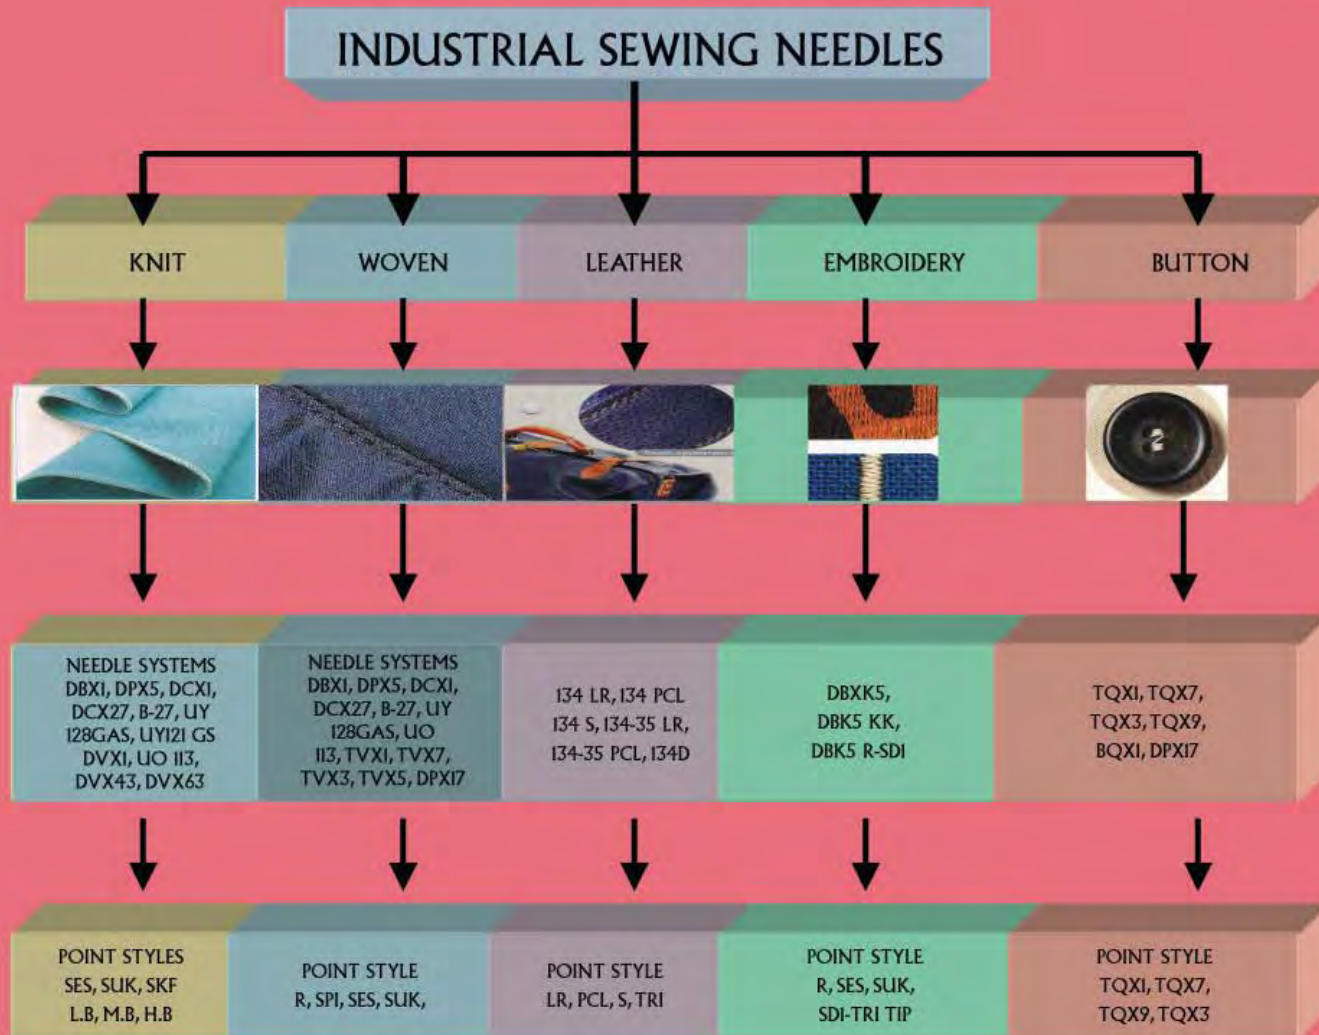 INDUSTRIAL SEWING NEEDLES
KNIT
WOVEN
LEATHER
EMBROIDERY
BUTTON
NEEDLE SYSTEMS
DBX1, DPX5, DCX1,
DCX27, B-27, UY
128GAS, UY121 GS
DVX1, UO 113,
DVX43, DVX63
NEEDLE SYSTEMS
DBX1, DPX5, DCX1,
DCX27, B-27, UY
128GAS, UO
113, TVX1, TVX7,
TVX3, TVX5, DPX17
134 LR, 134 PCL
134 S, 134-35 LR,
134-35 PCL, 134D
DBXK5,
DBK5 KK,
DBK5 R-SD1
TQX1, TQX7,
TQX3, TQX9,
BQX1, DPX17
POINT STYLES
SES, SUK, SKF
L.B, M.B, H.B
POINT STYLE
R, SPI, SES, SUK,
POINT STYLE
LR, PCL, S, TRI
POINT STYLE
R, SES, SUK,
SD1-TRI TIP
POINT STYLE
TQX1, TQX7,
TQX9, TQX3